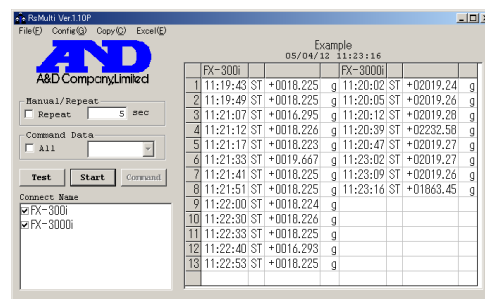 RsMulti Ver.1.10P
File(F) Config(G) Copy(C) Excel(E)
AND
A&D Company,Limited
Manual/Repeat
Repeat 5 sec
Command Data
All
Test Start Command
Connect Name
FX-300i
FX-3000i
Example
05/04/12 11:23:16
FX-300i FX-3000i
1 11:19:43 ST +0018.225 g 11:20:02 ST +02019.24 g
2 11:19:49 ST +0018.225 g 11:20:05 ST +02019.26 g
3 11:21:07 ST +0016.295 g 11:20:12 ST +02019.28 g
4 11:21:12 ST +0018.226 g 11:20:39 ST +02232.58 g
5 11:21:17 ST +0018.223 g 11:20:47 ST +02019.27 g
6 11:21:33 ST +0019.667 g 11:23:02 ST +02019.27 g
7 11:21:41 ST +0018.225 g 11:23:09 ST +02019.26 g
8 11:21:51 ST +0018.225 g 11:23:16 ST +01863.45 g
9 11:22:00 ST +0018.224 g
10 11:22:30 ST +0018.226 g
11 11:22:33 ST +0018.225 g
12 11:22:40 ST +0016.293 g
13 11:22:53 ST +0018.225 g